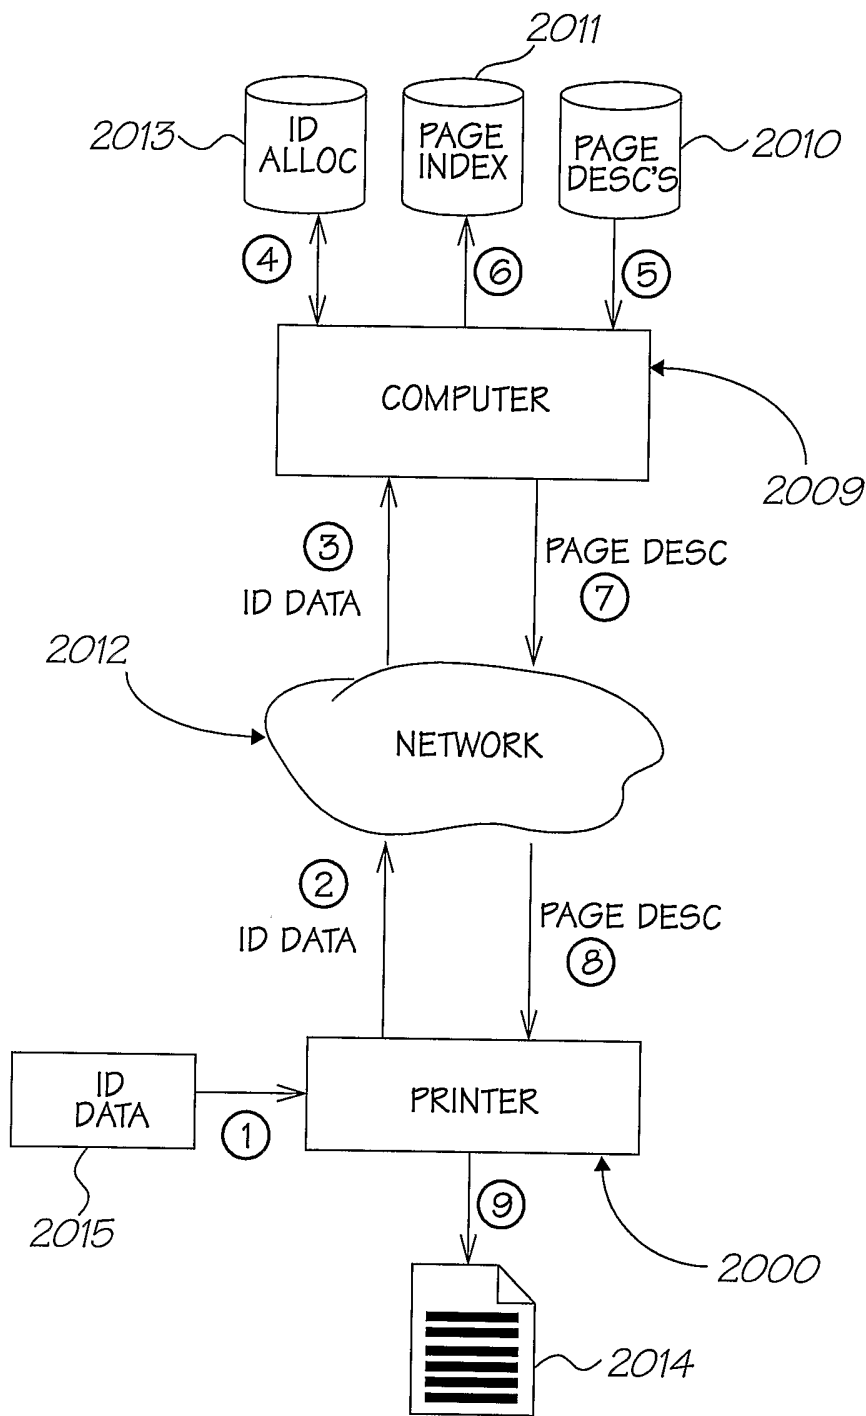 2011
2013
ID
ALLOC
PAGE
INDEX
PAGE
DESC'S
2010
4
6
5
COMPUTER
2009
3
ID DATA
PAGE DESC
7
2012
NETWORK
2
ID DATA
PAGE DESC
8
ID
DATA
1
PRINTER
2015
9
2000
2014